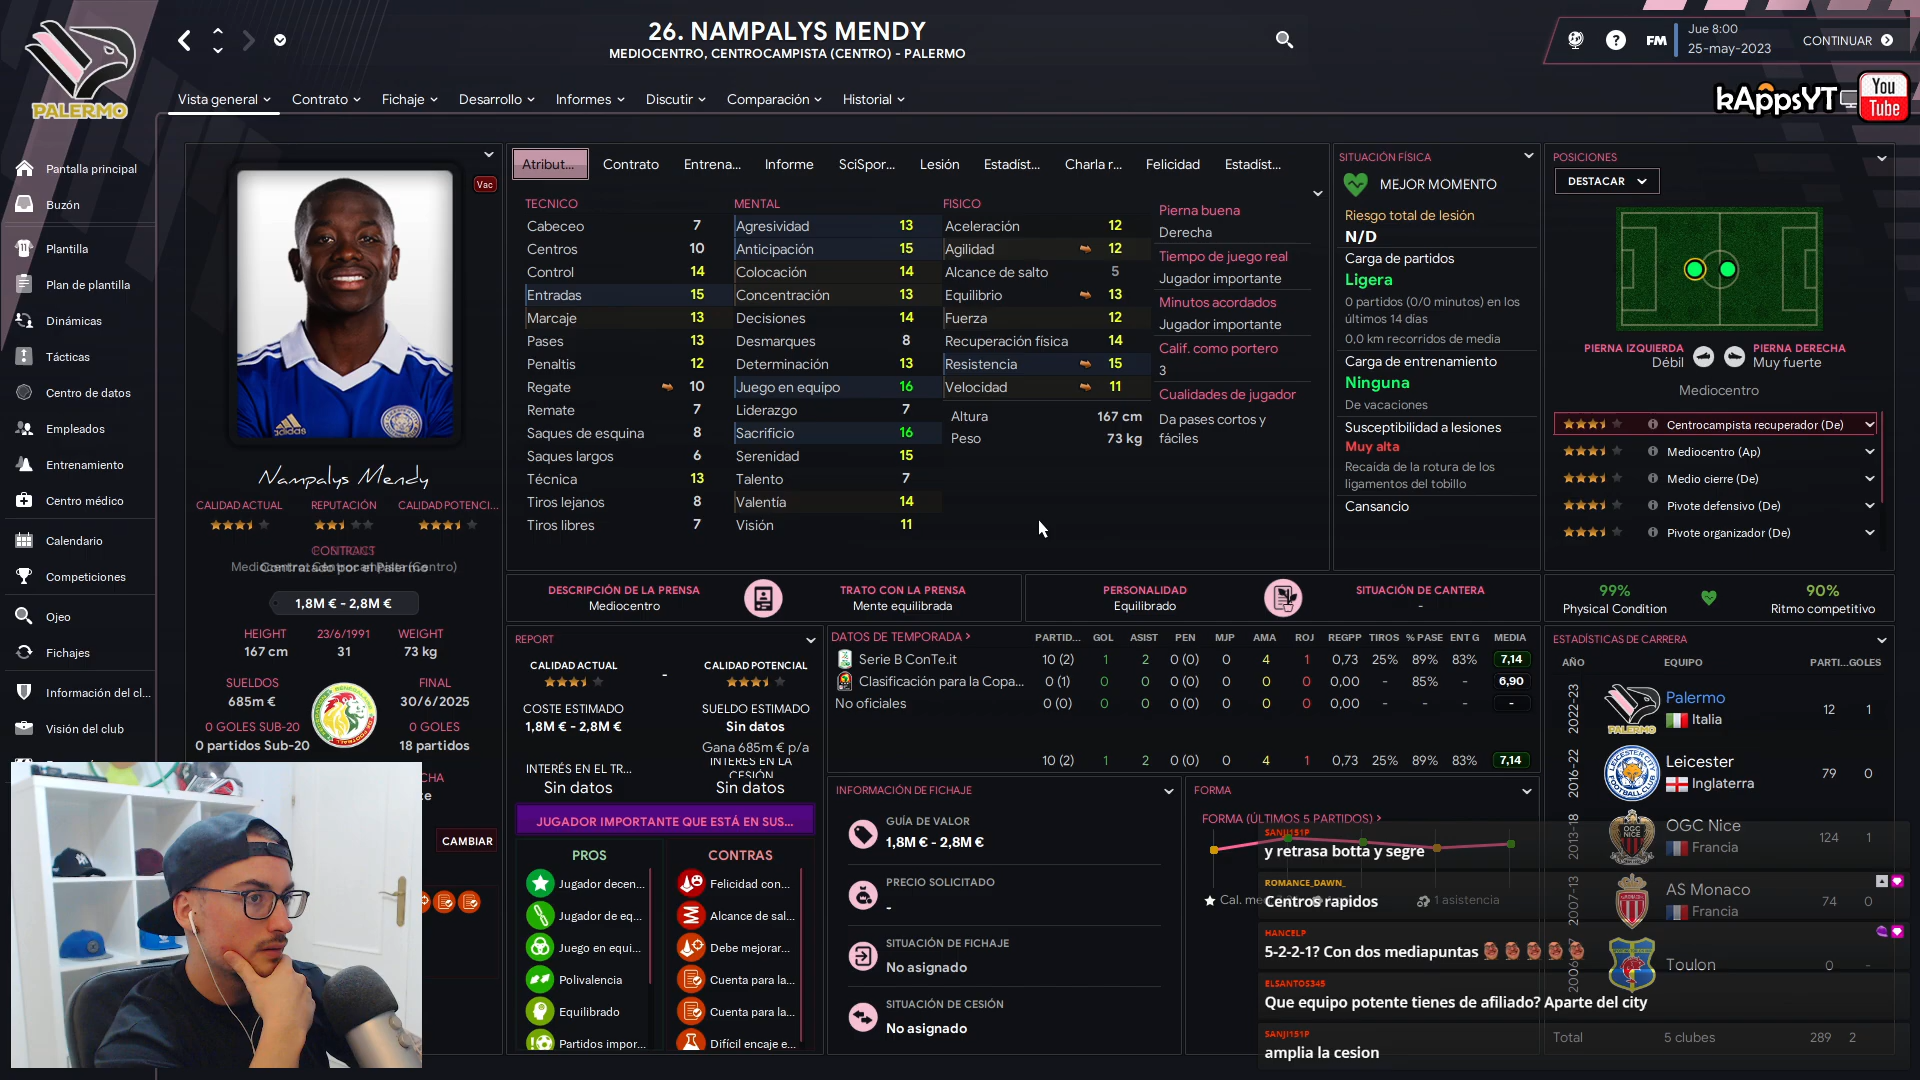 26. NAMPALYS MENDY
MEDIOCENTRO, CENTROCAMPISTA (CENTRO) - PALERMO
FM
Jue 8:00
25-may-2023
CONTINUAR
PALERMO
Vista general
Contrato
Fichaje
Desarrollo
Informes
Discutir
Comparación
Historial
kAppsYT
You
Tube
Pantalla principal
Buzón
Plantilla
Plan de plantilla
Dinámicas
Tácticas
Centro de datos
Empleados
Entrenamiento
Centro médico
Calendario
Competiciones
Ojeo
Fichajes
Información del cl...
Visión del club
Vac
Nampalys Mendy
CALIDAD ACTUAL
REPUTACIÓN
CALIDAD POTENCI...
CONTRACT
Contratado por el Palermo
1,8M € - 2,8M €
HEIGHT
167 cm
23/6/1991
31
WEIGHT
73 kg
SUELDOS
685m €
FINAL
30/6/2025
0 GOLES SUB-20
0 partidos Sub-20
0 GOLES
18 partidos
CAMBIAR
Atribut...
Contrato
Entrena...
Informe
SciSpor...
Lesión
Estadíst...
Charla r...
Felicidad
Estadíst...
TECNICO
Cabeceo 7
Centros 10
Control 14
Entradas 15
Marcaje 13
Pases 13
Penaltis 12
Regate 10
Remate 7
Saques de esquina 8
Saques largos 6
Técnica 13
Tiros lejanos 8
Tiros libres 7
MENTAL
Agresividad 13
Anticipación 15
Colocación 14
Concentración 13
Decisiones 14
Desmarques 8
Determinación 13
Juego en equipo 16
Liderazgo 7
Sacrificio 16
Serenidad 15
Talento 7
Valentía 14
Visión 11
FISICO
Aceleración 12
Agilidad 12
Alcance de salto 5
Equilibrio 13
Fuerza 12
Recuperación física 14
Resistencia 15
Velocidad 11
Altura 167 cm
Peso 73 kg
Pierna buena
Derecha
Tiempo de juego real
Jugador importante
Minutos acordados
Jugador importante
Calif. como portero
3
Cualidades de jugador
Da pases cortos y
fáciles
SITUACIÓN FÍSICA
MEJOR MOMENTO
Riesgo total de lesión
N/D
Carga de partidos
Ligera
0 partidos (0/0 minutos) en los
últimos 14 días
0,0 km recorridos de media
Carga de entrenamiento
Ninguna
De vacaciones
Susceptibilidad a lesiones
Muy alta
Recaida de la rotura de los
ligamentos del tobillo
Cansancio
POSICIONES
DESTACAR
PIERNA IZQUIERDA
Débil
PIERNA DERECHA
Muy fuerte
Mediocentro
Centrocampista recuperador (De)
Mediocentro (Ap)
Medio cierre (De)
Pivote defensivo (De)
Pivote organizador (De)
DESCRIPCIÓN DE LA PRENSA
Mediocentro
TRATO CON LA PRENSA
Mente equilibrada
PERSONALIDAD
Equilibrado
SITUACIÓN DE CANTERA
-
99%
Physical Condition
90%
Ritmo competitivo
REPORT
CALIDAD ACTUAL
-
CALIDAD POTENCIAL
COSTE ESTIMADO
1,8M € - 2,8M €
SUELDO ESTIMADO
Sin datos
Gana 685m € p/a
INTERÉS EN EL TR...
Sin datos
INTERÉS EN LA
CESIÓN
Sin datos
JUGADOR IMPORTANTE QUE ESTÁ EN SUS...
PROS
Jugador decen...
Jugador de eq...
Juego en equi...
Polivalencia
Equilibrado
Partidos impor...
CONTRAS
Felicidad con...
Alcance de sal...
Debe mejorar...
Cuenta para la...
Cuenta para la...
Difícil encaje e...
DATOS DE TEMPORADA > PARTID... GOL ASIST PEN MJP AMA ROJ REGPP TIROS % PASE ENT G MEDIA
Serie B ConTe.it 10 (2) 1 2 0 (0) 0 4 1 0,73 25% 89% 83% 7,14
Clasificación para la Copa... 0 (1) 0 0 0 (0) 0 0 0 0,00 - 85% - 6,90
No oficiales 0 (0) 0 0 0 (0) 0 0 0 0,00 - - - -
10 (2) 1 2 0 (0) 0 4 1 0,73 25% 89% 83% 7,14
INFORMACIÓN DE FICHAJE
GUÍA DE VALOR
1,8M € - 2,8M €
PRECIO SOLICITADO
-
SITUACIÓN DE FICHAJE
No asignado
SITUACIÓN DE CESIÓN
No asignado
FORMA
FORMA (ÚLTIMOS 5 PARTIDOS) >
1 asistencia
SANJI151P
y retrasa botta y segre
ROMANCE_DAWN_
Centro rapidos
HANCELP
5-2-2-1? Con dos mediapuntas
ELSANTOS345
Que equipo potente tienes de afiliado? Aparte del city
SANJI151P
amplia la cesion
ESTADÍSTICAS DE CARRERA
AÑO EQUIPO PARTI... GOLES
2022-23 Palermo Italia 12 1
2016-22 Leicester Inglaterra 79 0
2013-18 OGC Nice Francia 124 1
2007-13 AS Monaco Francia 74 0
Toulon 0 -
Total 5 clubes 289 2